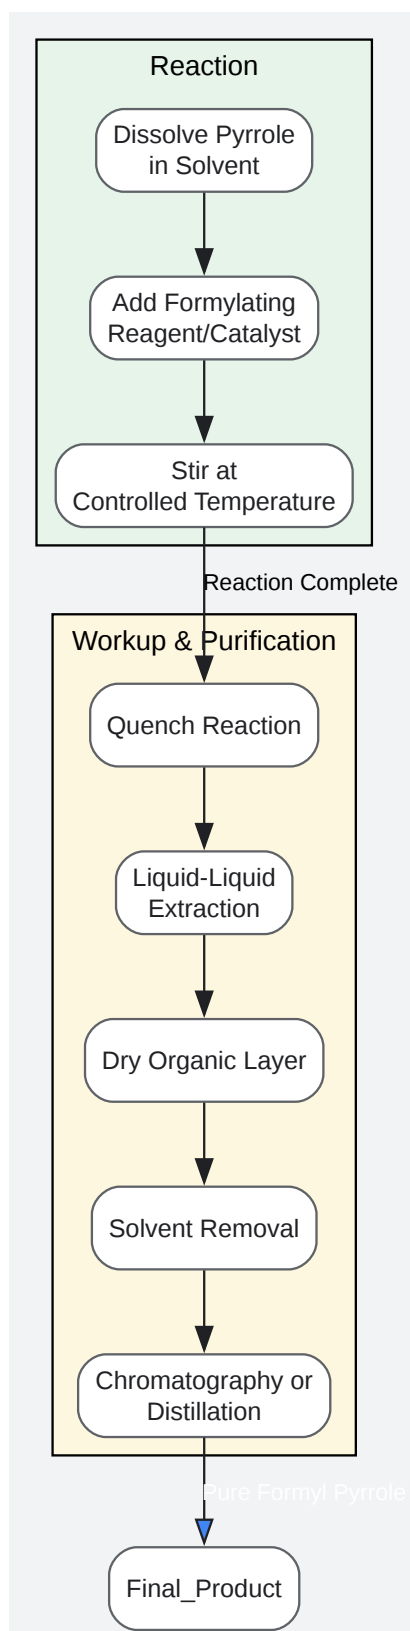 Reaction
Dissolve Pyrrole
in Solvent
Add Formylating
Reagent/Catalyst
Stir at
Controlled Temperature
Reaction Complete
Workup & Purification
Quench Reaction
Liquid-Liquid
Extraction
Dry Organic Layer
Solvent Removal
Chromatography or
Distillation
Pure Formyl Pyrrole
Final_Product